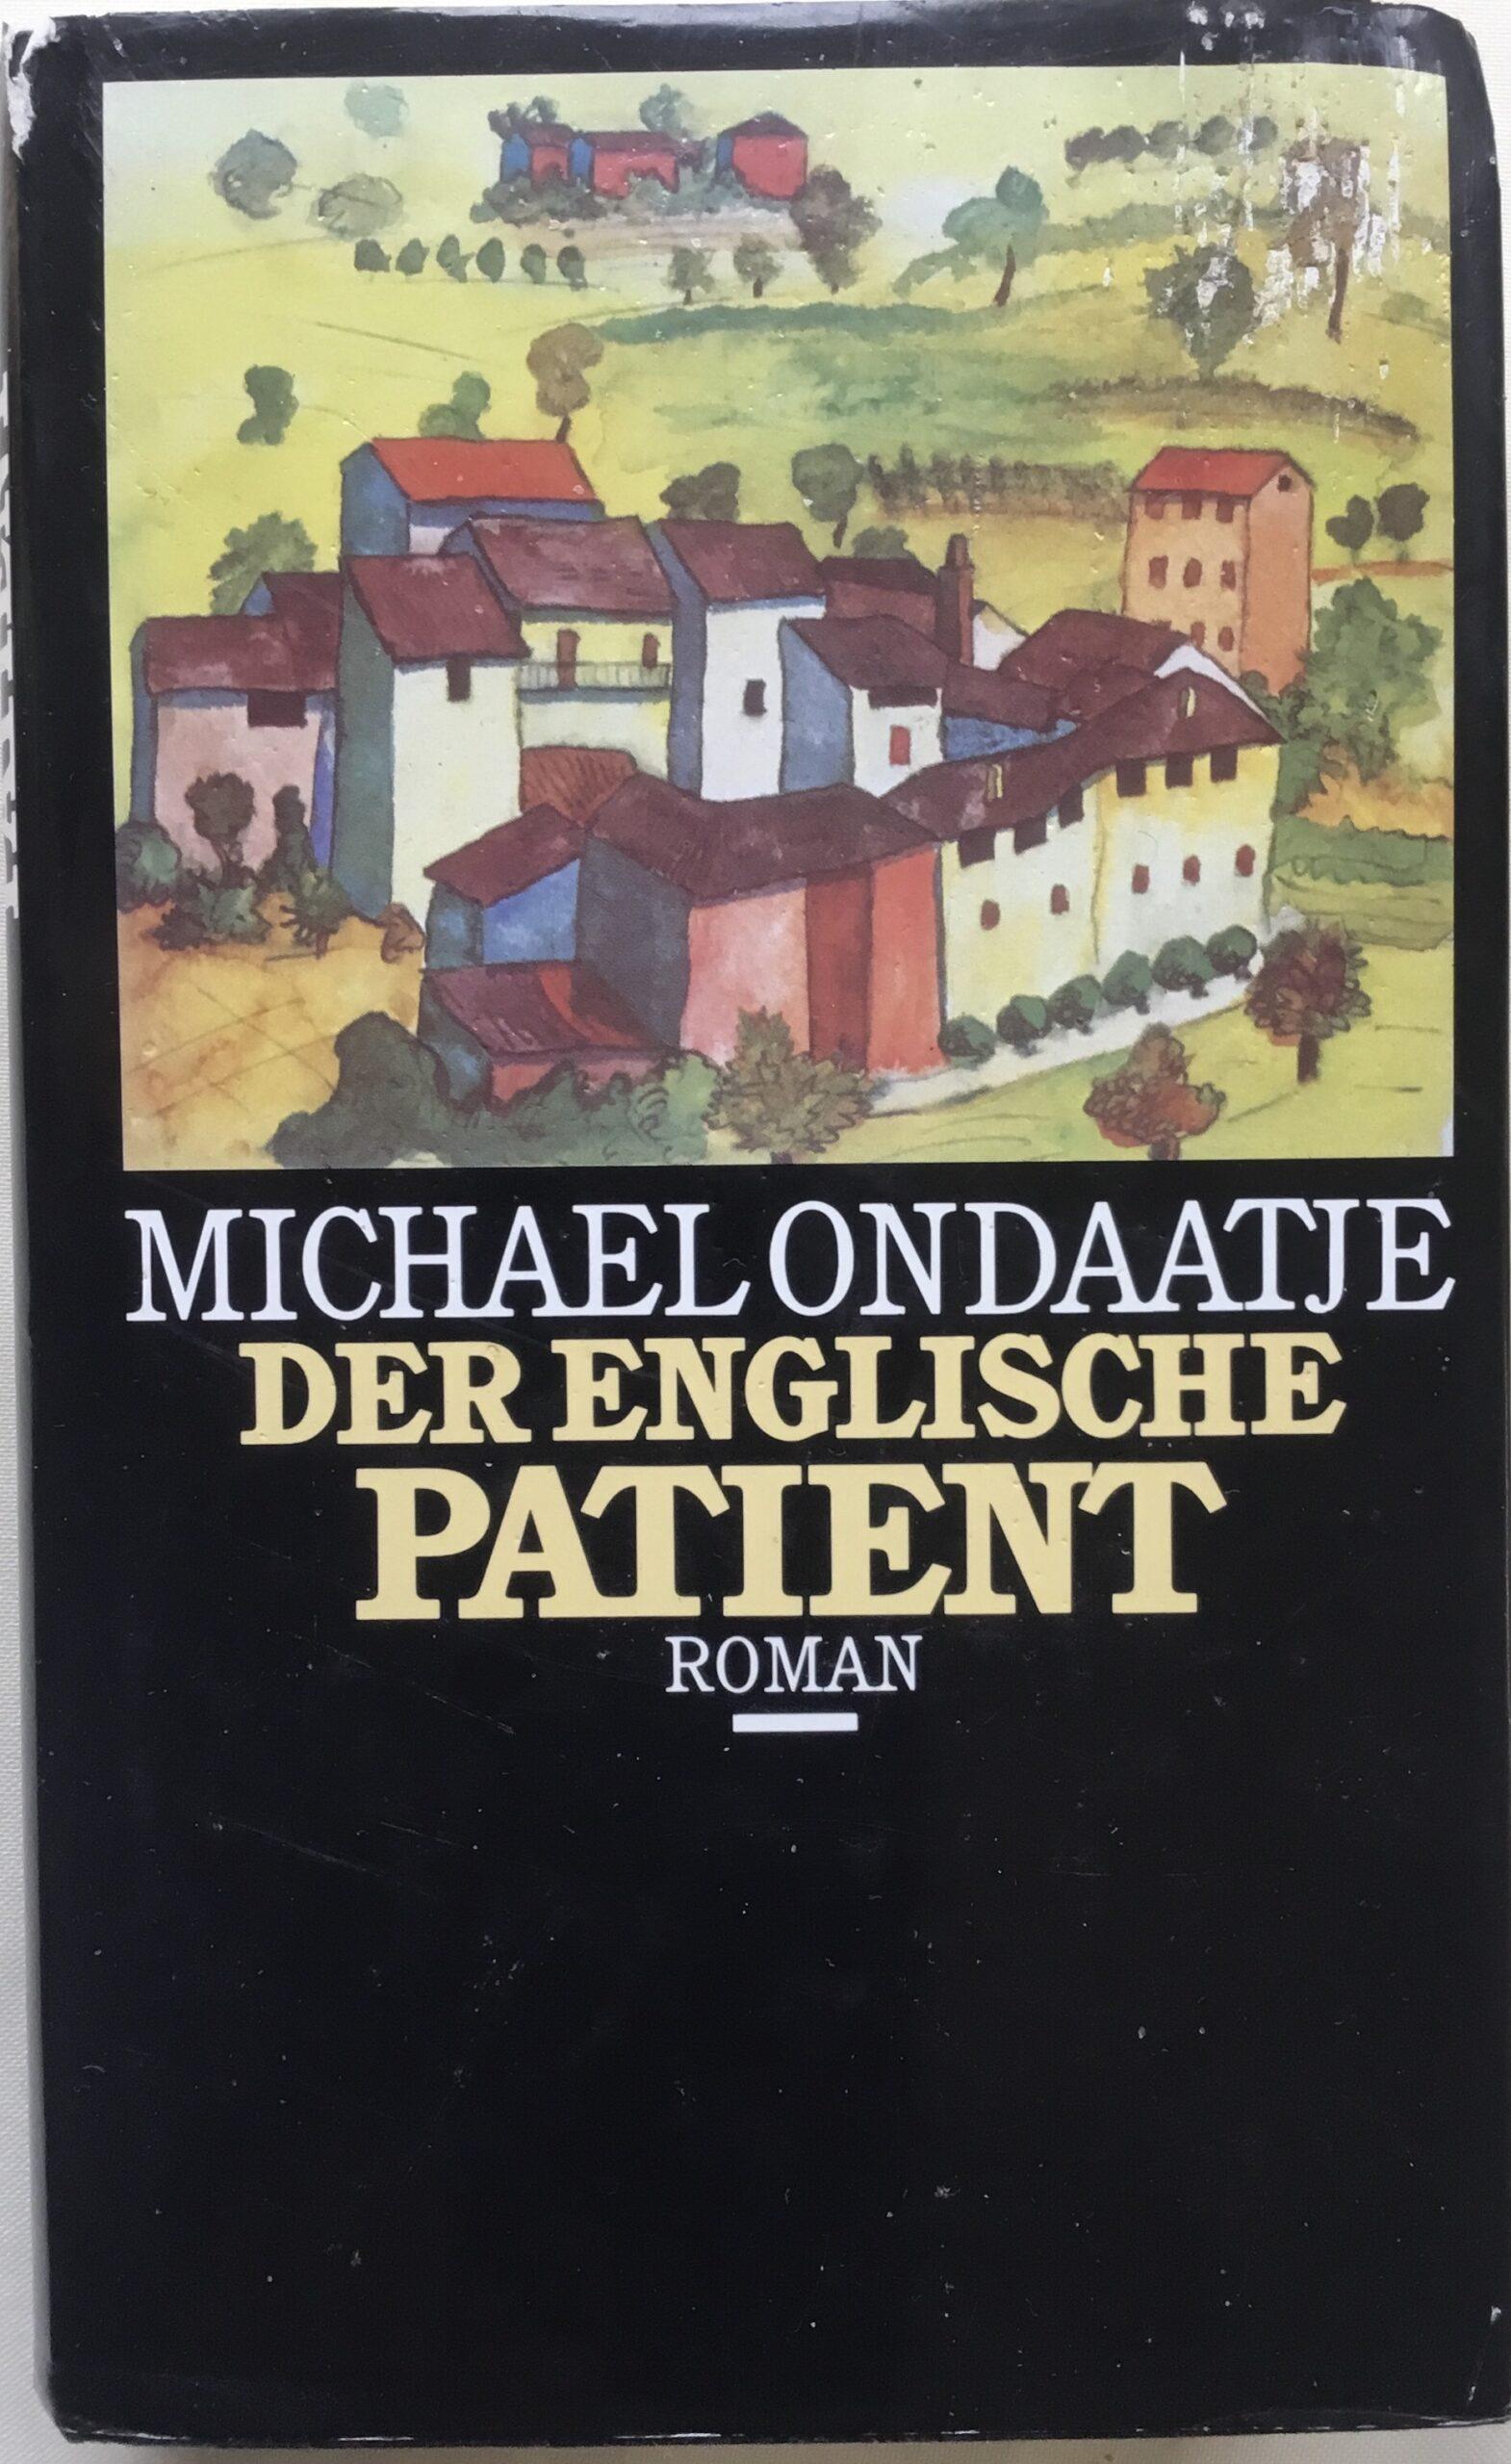 MICHAEL ONDAATJE
DER ENGLISCHE
PATIENT
ROMAN